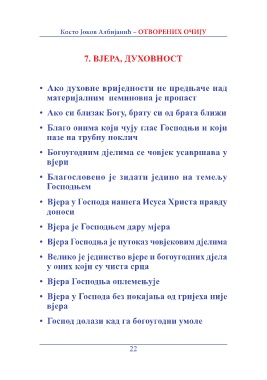 Косто Јоков Албијанић – ОТВОРЕНИХ ОЧИЈУ
7. ВЈЕРА, ДУХОВНОСТ
• Ако духовне вриједности не предњаче над
материјалним неминовна је пропаст
• Ако си близак Богу, брату си од брата ближи
• Благо онима који чују глас Господњи и који
пазе на трубну поклич
• Богоугодним дјелима се човјек усавршава у
вјери
• Благословено је зидати једино на темељу
Господњем
• Вјера у Господа нашега Исуса Христа правду
доноси
• Вјера је Господњем дару мјера
• Вјера Господња је путоказ човјековим дјелима
• Велико је јединство вјере и богоугодних дјела
у оних који су чиста срца
• Вјера Господња оплемењује
• Вјера у Господа без покајања од гријеха није
вјера
• Господ долази кад га богоугодни умоле
22